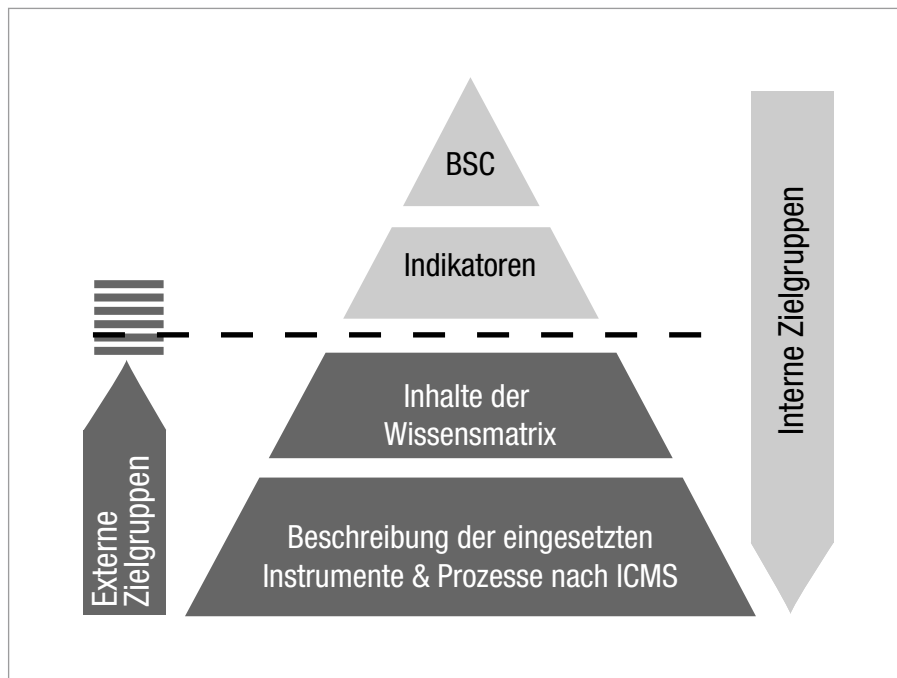 BSC
Indikatoren
Inhalte der
Wissensmatrix
Beschreibung der eingesetzten
Instrumente & Prozesse nach ICMS
Externe
Zielgruppen
Interne Zielgruppen